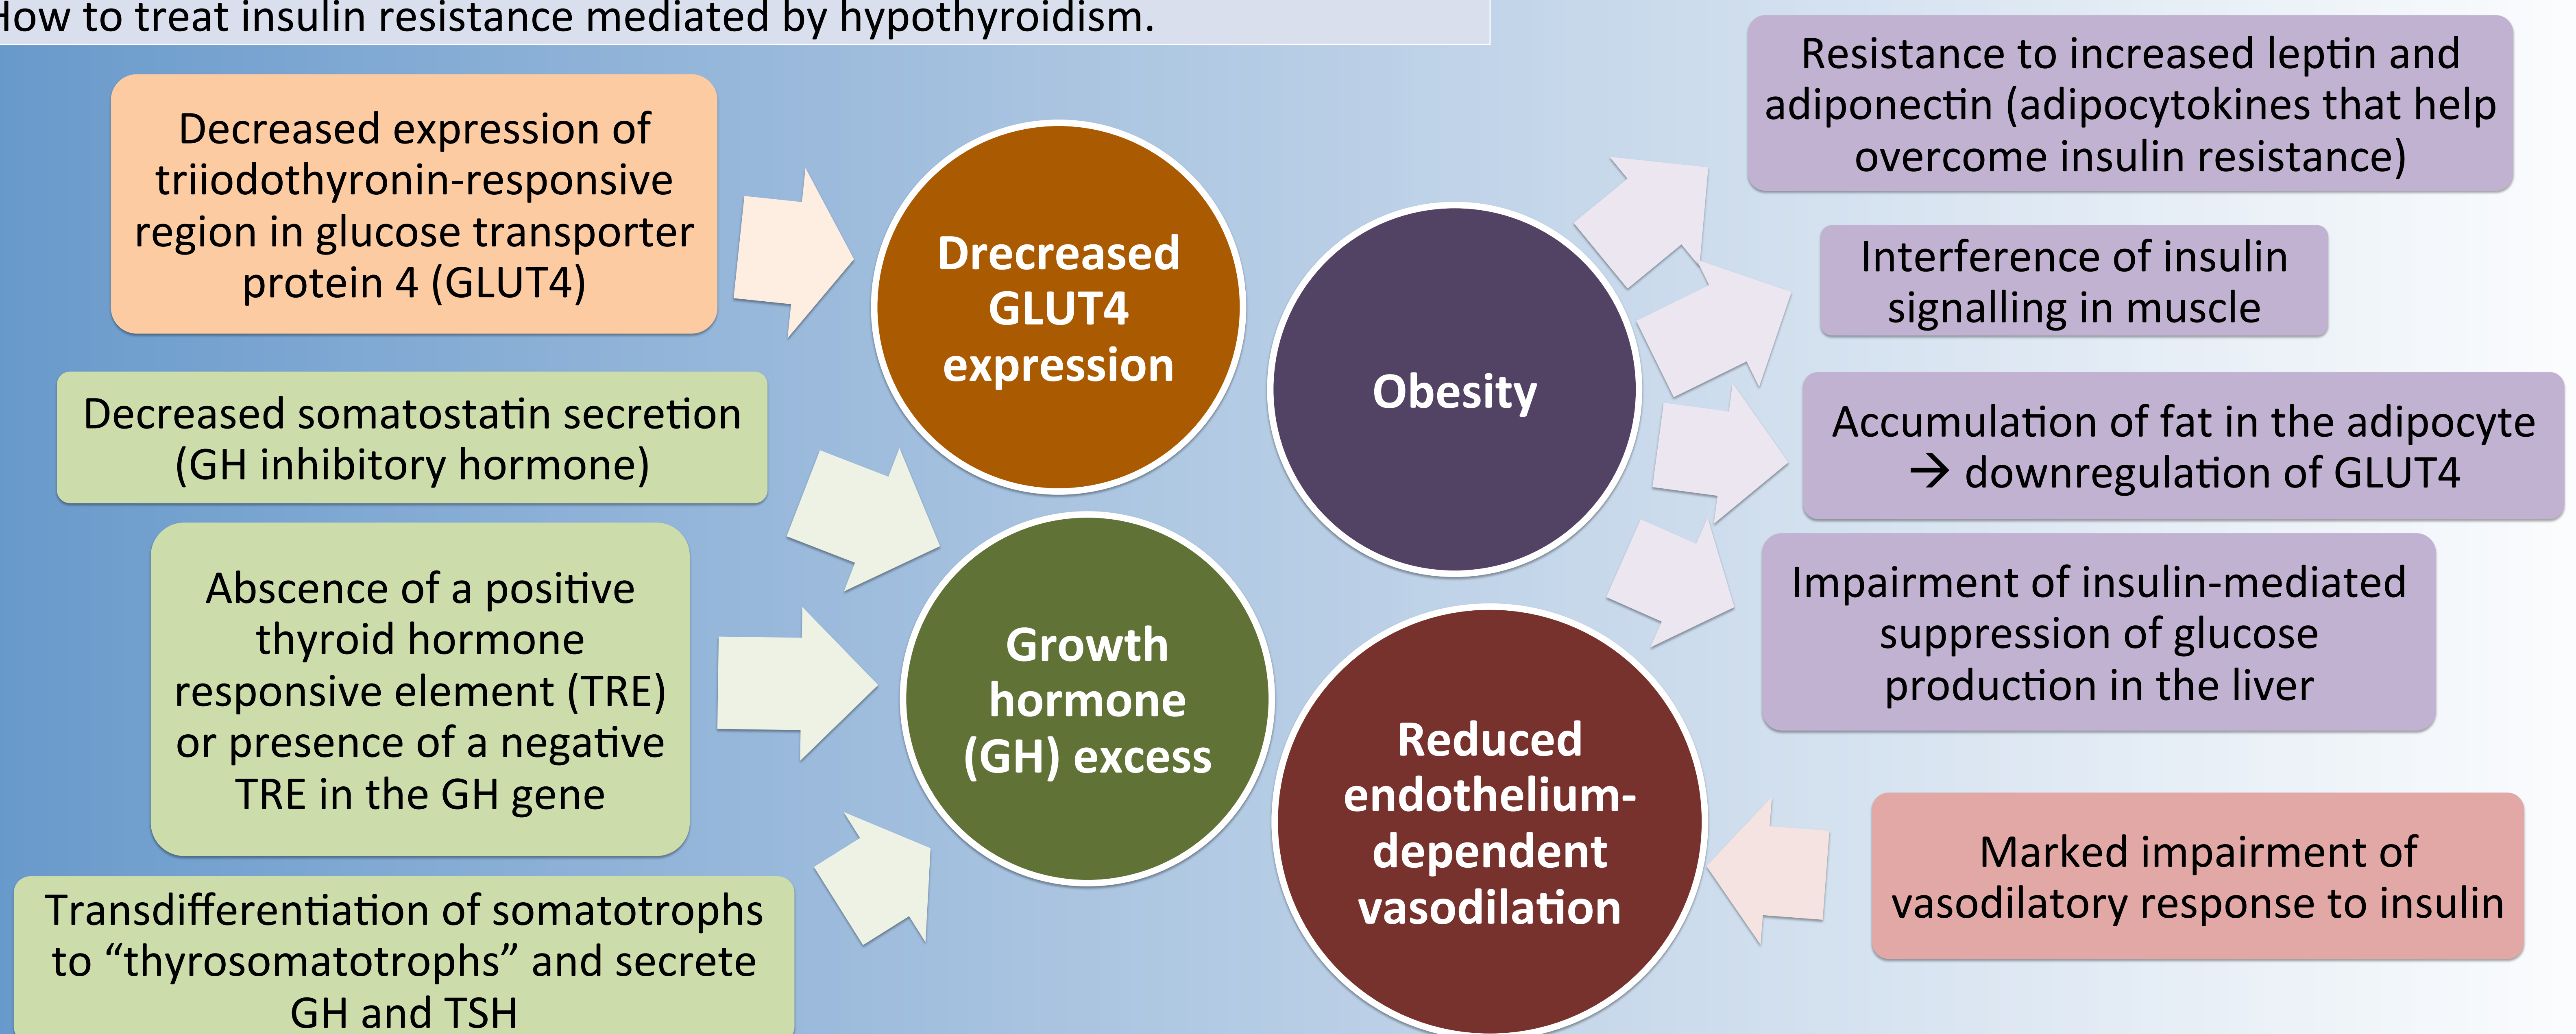 How to treat insulin resistance mediated by hypothyroidism.
Decreased expression of
triiodothyronin-responsive
region in glucose transporter
protein 4 (GLUT4)
Decreased somatostatin secretion
(GH inhibitory hormone)
Abscence of a positive
thyroid hormone
responsive element (TRE)
or presence of a negative
TRE in the GH gene
Transdifferentiation of somatotrophs
to “thyrosomatotrophs” and secrete
GH and TSH
Drecreased
GLUT4
expression
Growth
hormone
(GH) excess
Obesity
Reduced
endothelium-
dependent
vasodilation
Resistance to increased leptin and
adiponectin (adipocytokines that help
overcome insulin resistance)
Interference of insulin
signalling in muscle
Accumulation of fat in the adipocyte
→ downregulation of GLUT4
Impairment of insulin-mediated
suppression of glucose
production in the liver
Marked impairment of
vasodilatory response to insulin